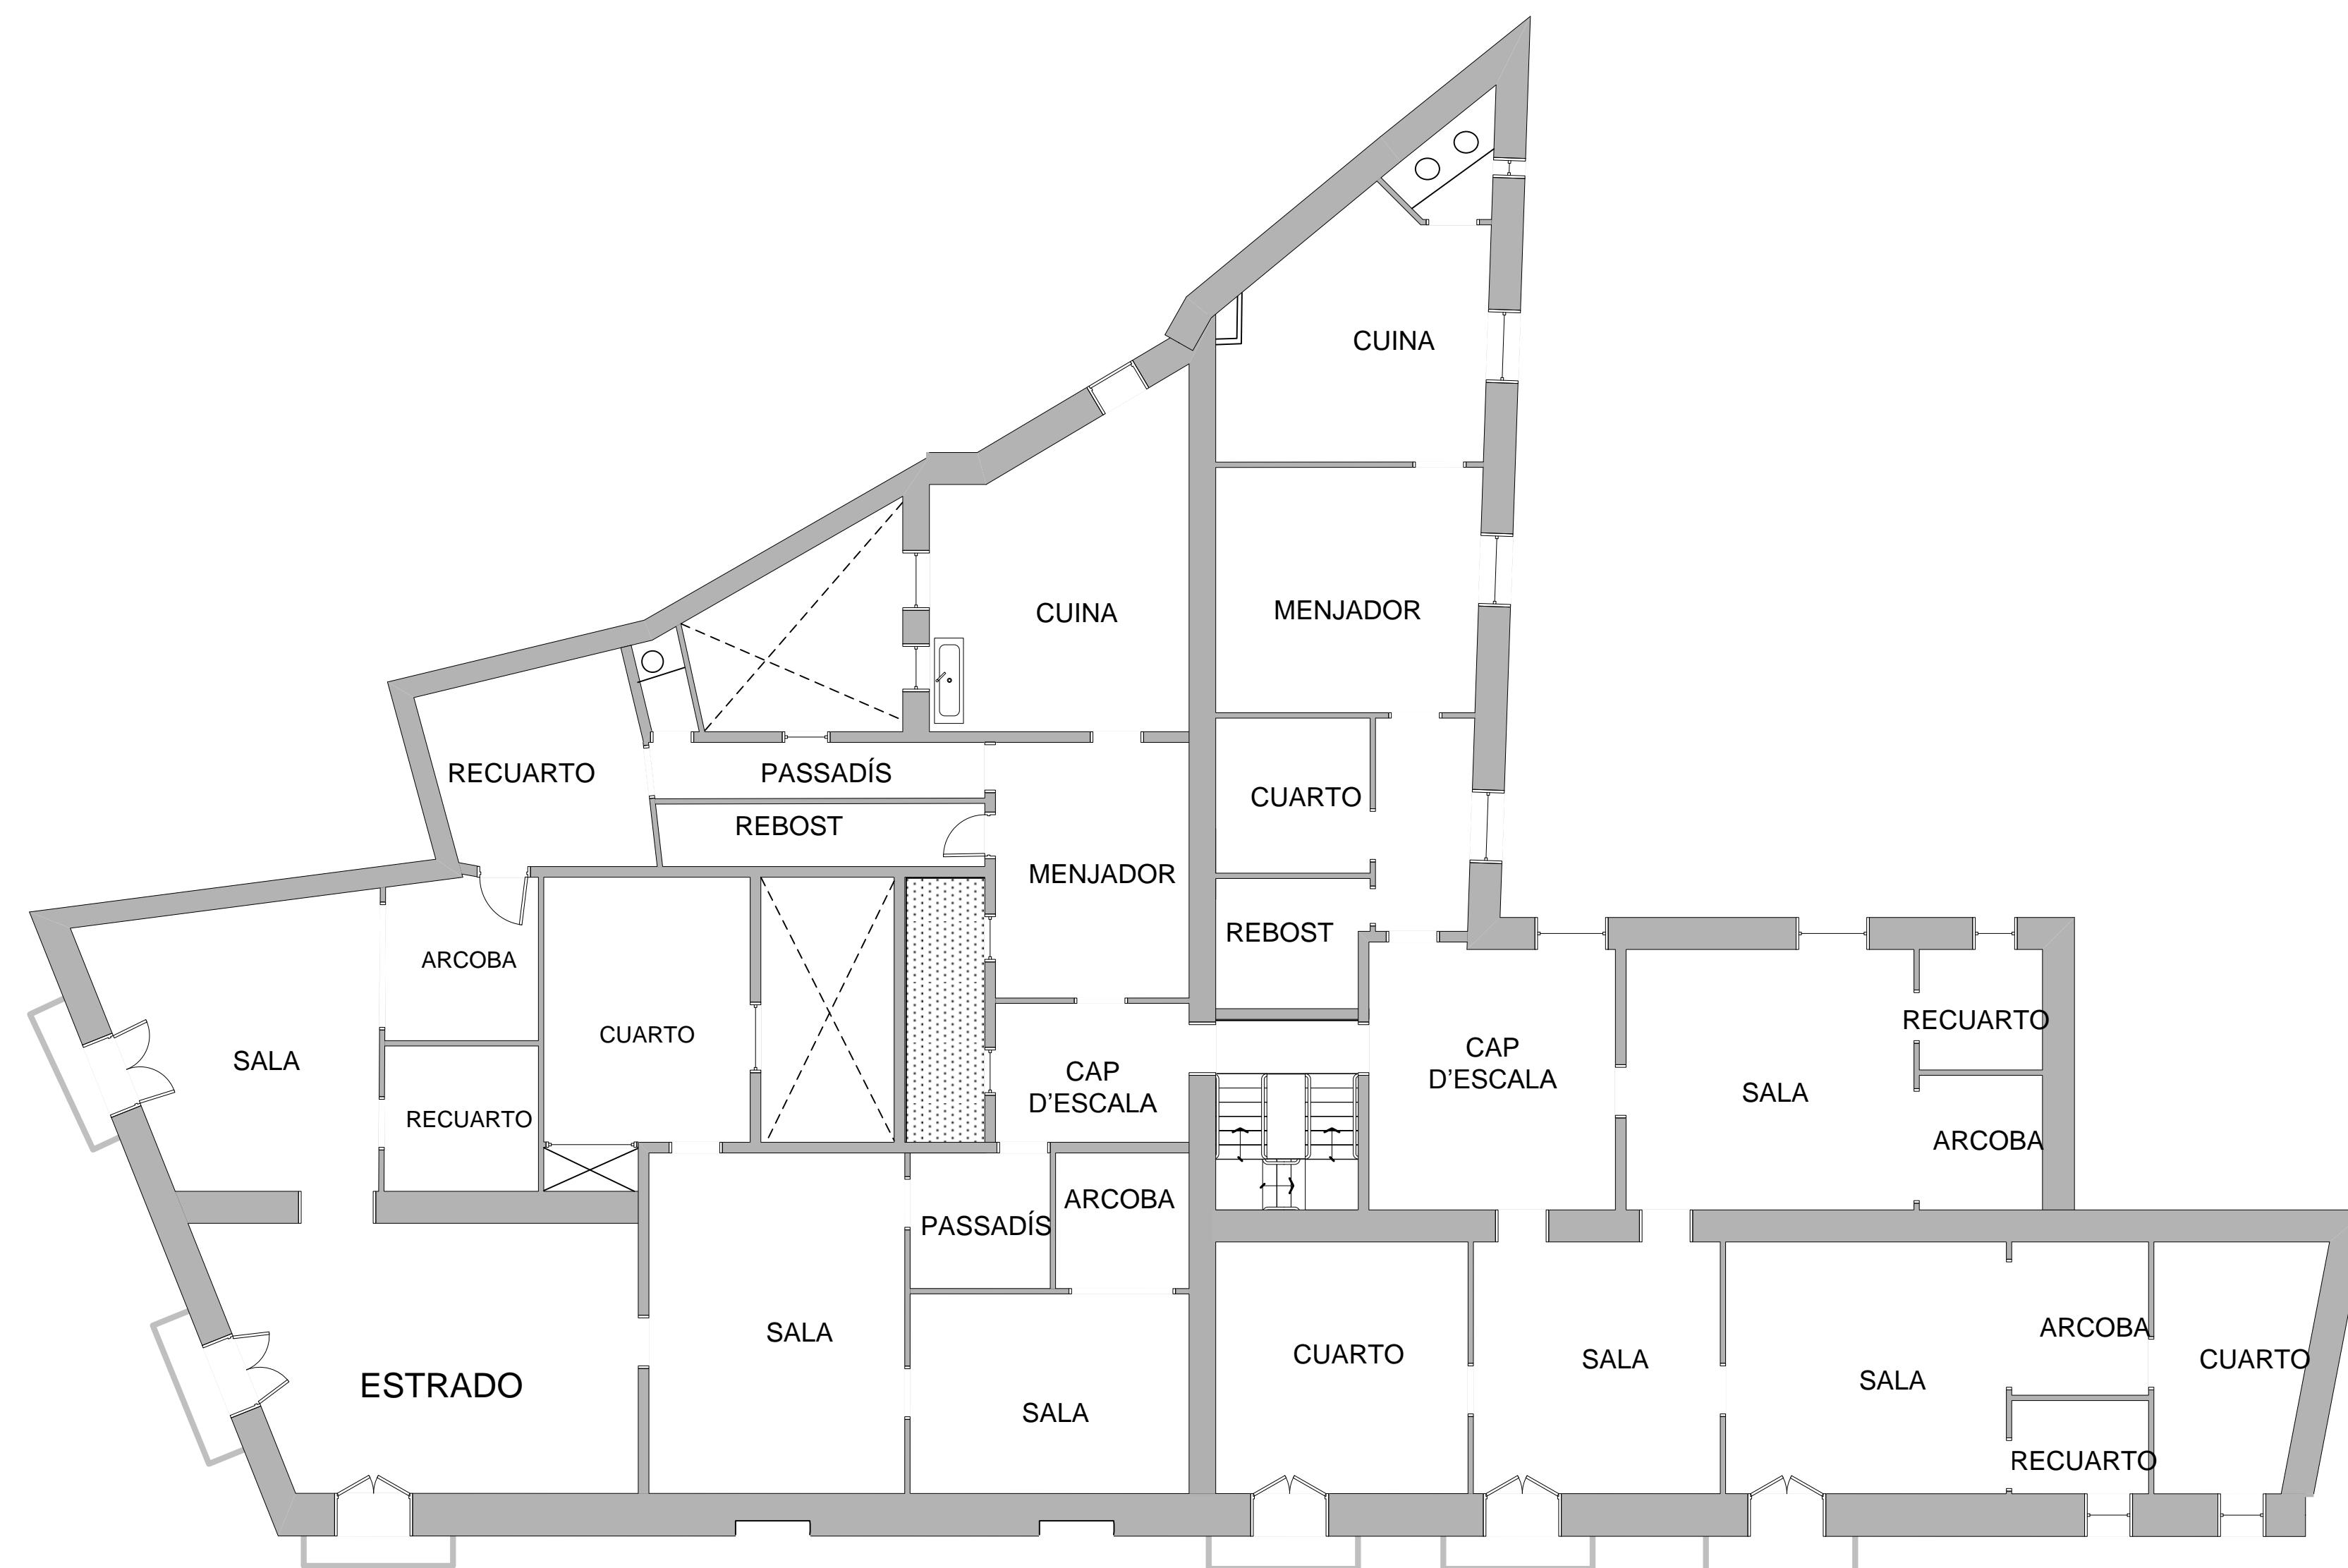 CUINA
CUINA
MENJADOR
RECUARTO
PASSADÍS
CUARTO
REBOST
MENJADOR
REBOST
ARCOBA
RECUARTO
CUARTO
SALA
CAP
D'ESCALA
CAP
D'ESCALA
SALA
RECUARTO
ARCOBA
PASSADÍS
ARCOBA
ESTRADO
SALA
SALA
CUARTO
SALA
SALA
ARCOBA
CUARTO
RECUARTO